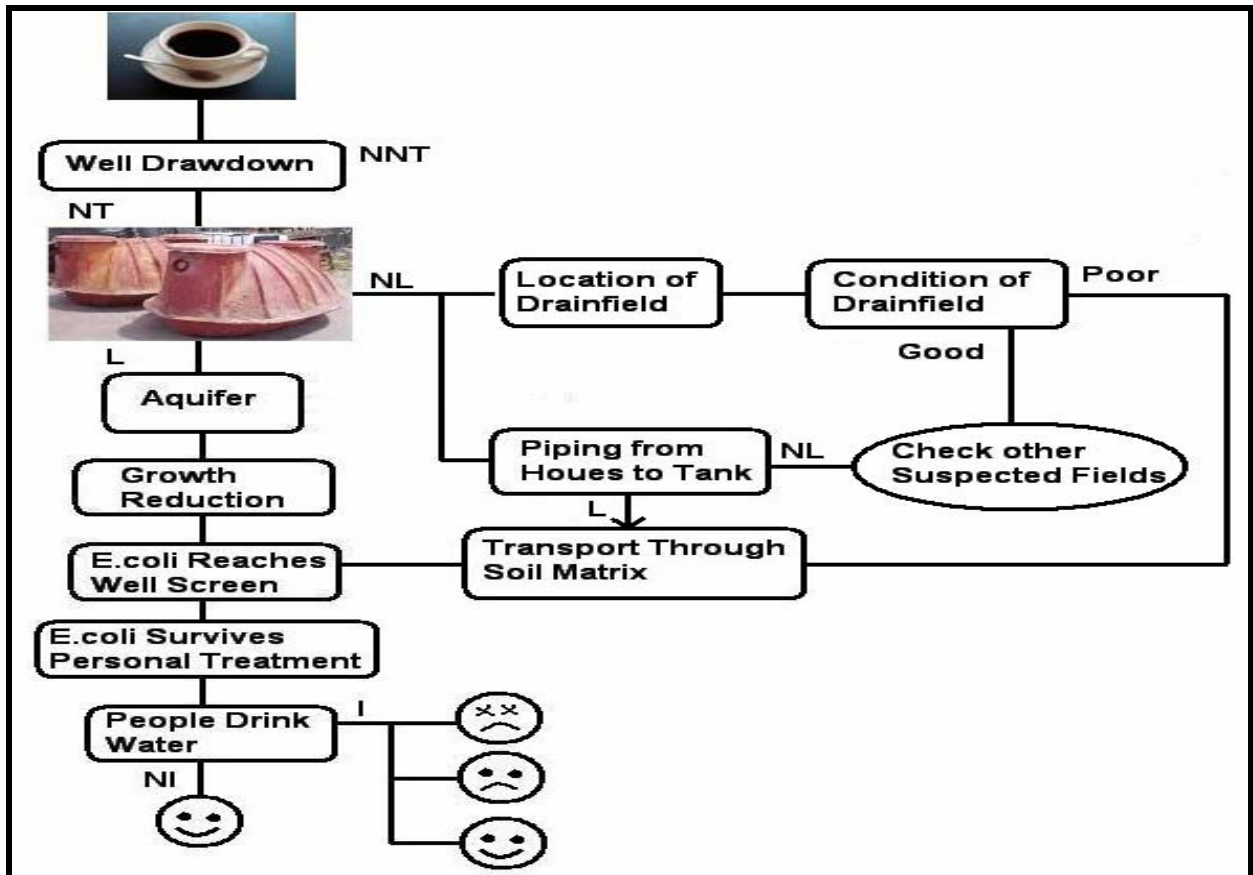 Well Drawdown
NNT
NT
NL
Location of
Drainfield
Condition of
Drainfield
Poor
L
Good
Aquifer
Piping from
Houes to Tank
NL
Check other
Suspected Fields
Growth
Reduction
L
E.coli Reaches
Well Screen
Transport Through
Soil Matrix
E.coli Survives
Personal Treatment
People Drink
Water
I
NI